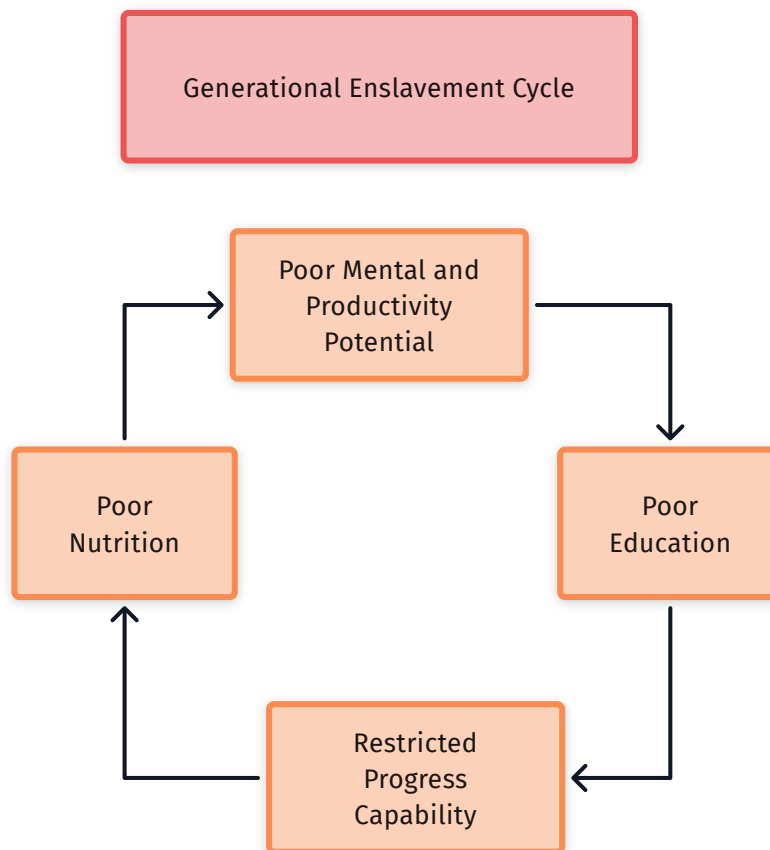 Generational Enslavement Cycle
Poor Mental and
Productivity
Potential
Poor
Nutrition
Poor
Education
Restricted
Progress
Capability